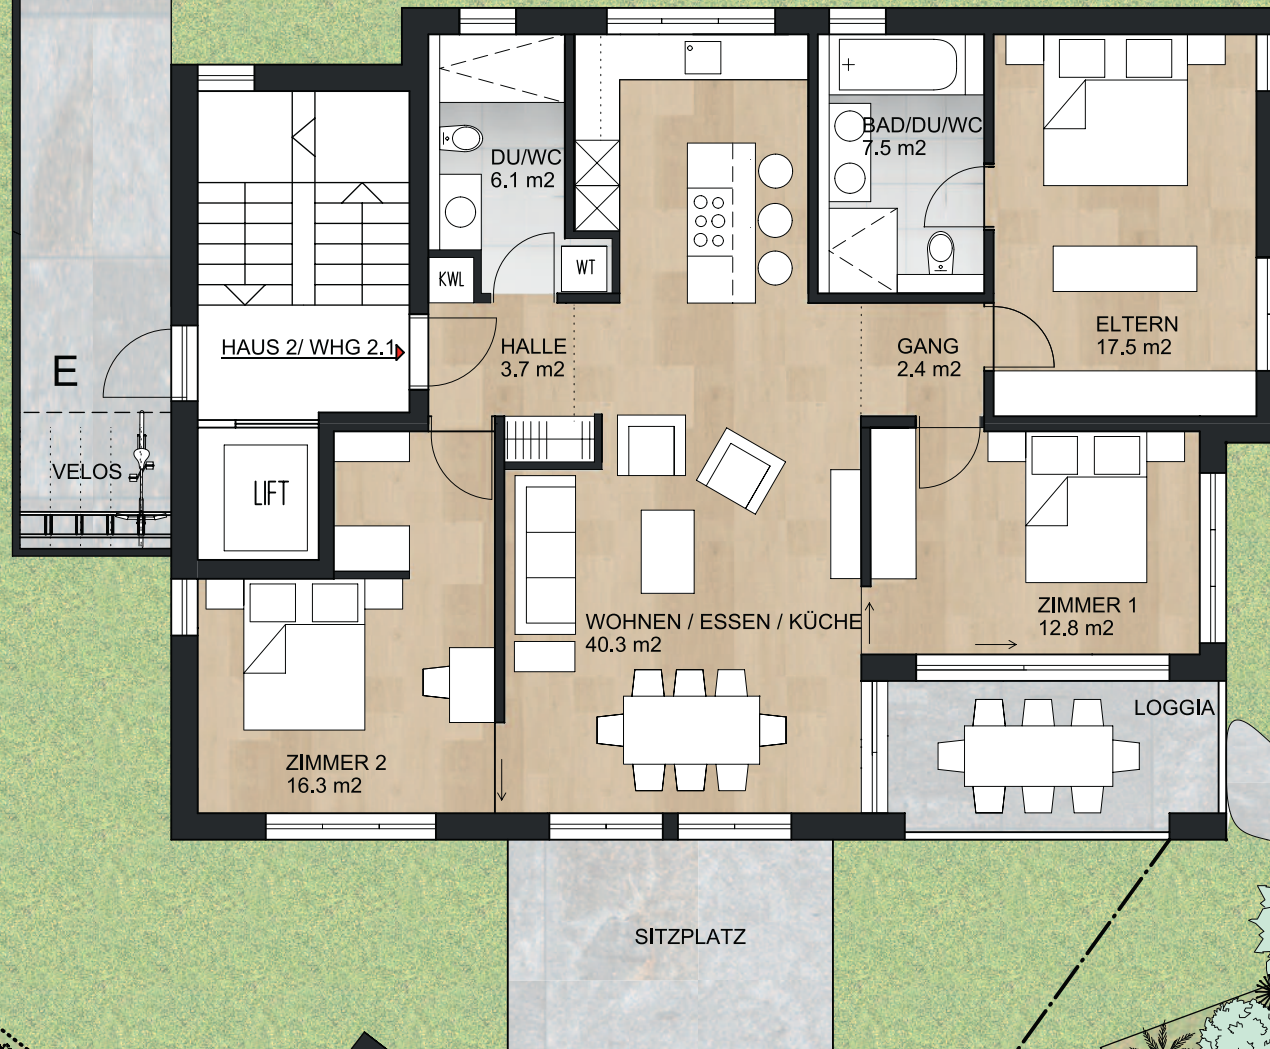 BAD/DU/WC
7.5 m2
DU/WC
6.1 m2
WT
KWL
ELTERN
17.5 m2
HAUS 2/ WHG 2.1
HALLE
3.7 m2
GANG
2.4 m2
E
VELOS
LIFT
ZIMMER 1
12.8 m2
WOHNEN / ESSEN / KÜCHE
40.3 m2
LOGGIA
ZIMMER 2
16.3 m2
SITZPLATZ